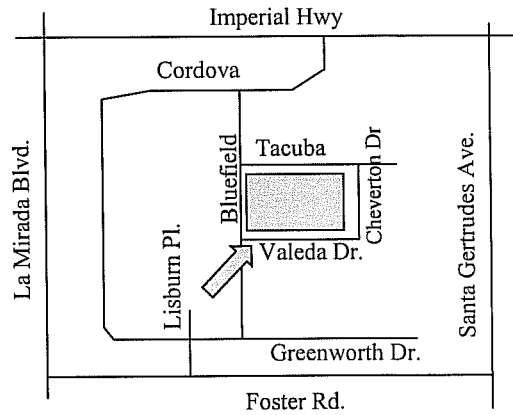 Imperial Hwy
Cordova
La Mirada Blvd.
Bluefield
Tacuba
Cheverton Dr
Santa Gertrudes Ave.
Lisburn Pl.
Valeda Dr.
Greenworth Dr.
Foster Rd.